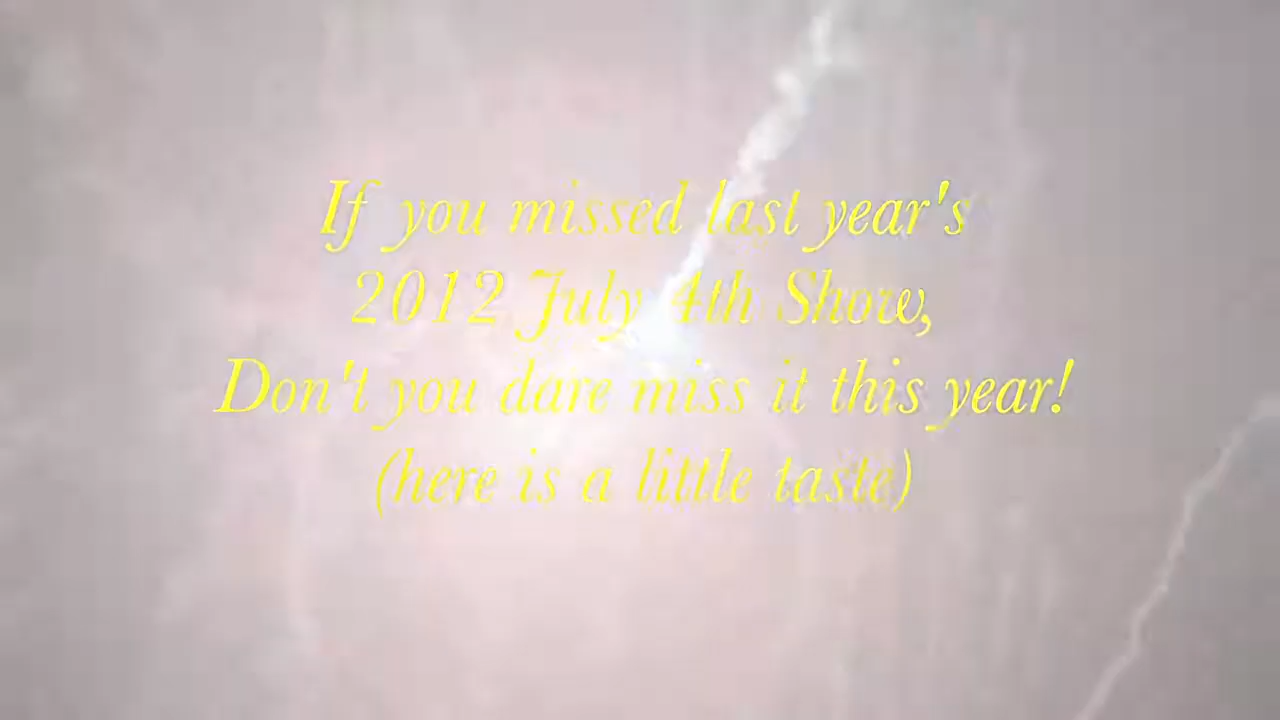 If you missed last year's
2012 July 4th Show,
Don't you dare miss it this year!
(here is a little taste)